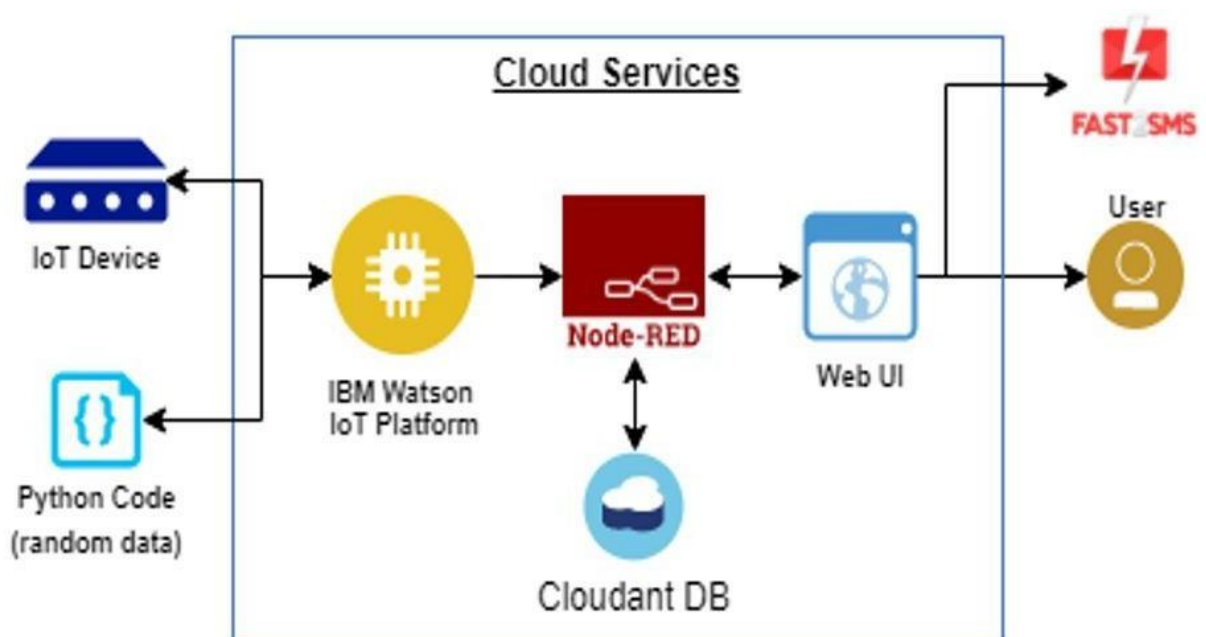 Cloud Services
FAST2SMS
IoT Device
User
Node-RED
IBM Watson
IoT Platform
Web UI
Python Code
(random data)
Cloudant DB